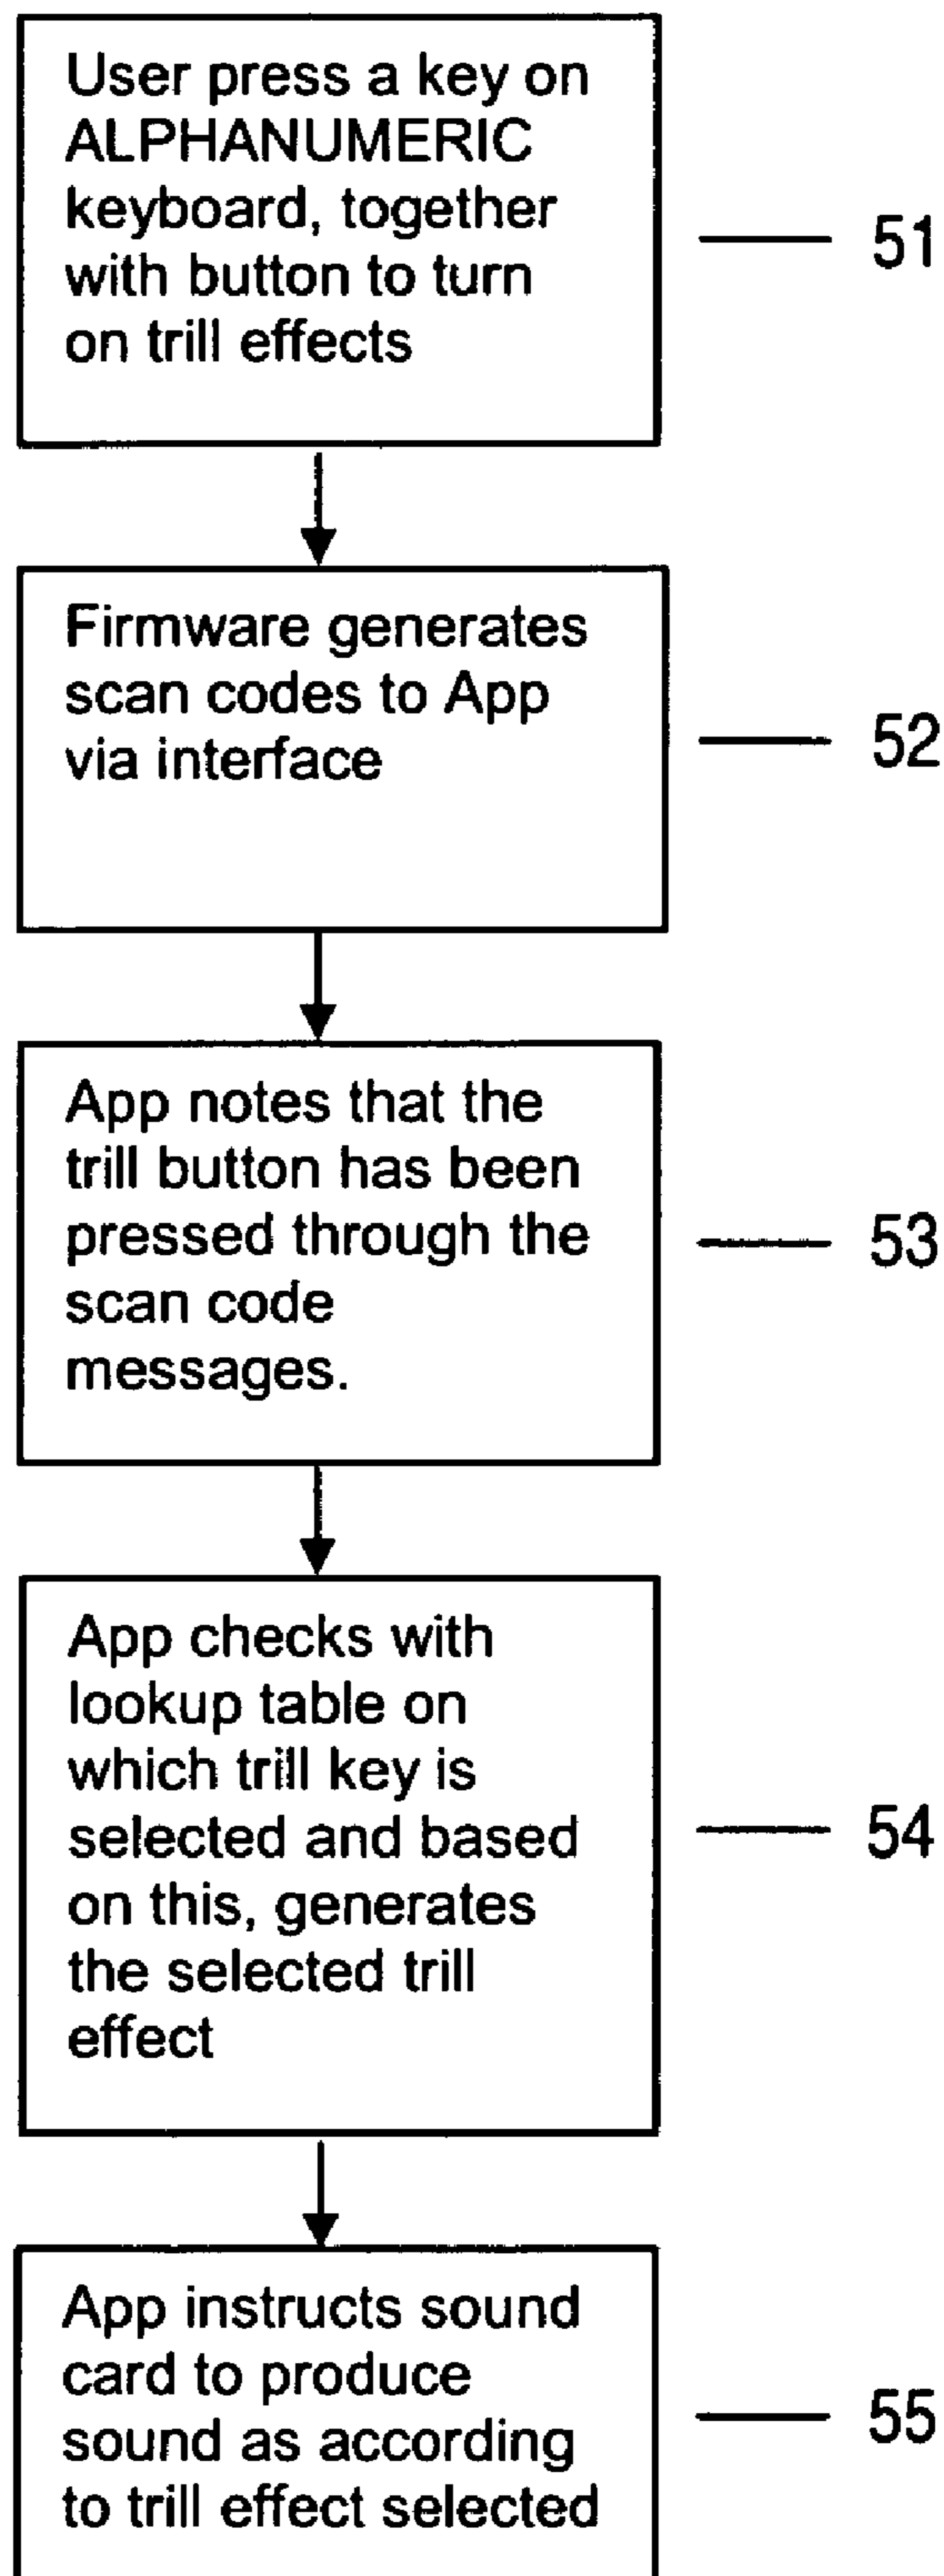 User press a key on
ALPHANUMERIC
keyboard, together
with button to turn
on trill effects
51
Firmware generates
scan codes to App
via interface
52
App notes that the
trill button has been
pressed through the
scan code
messages.
53
App checks with
lookup table on
which trill key is
selected and based
on this, generates
the selected trill
effect
54
App instructs sound
card to produce
sound as according
to trill effect selected
55